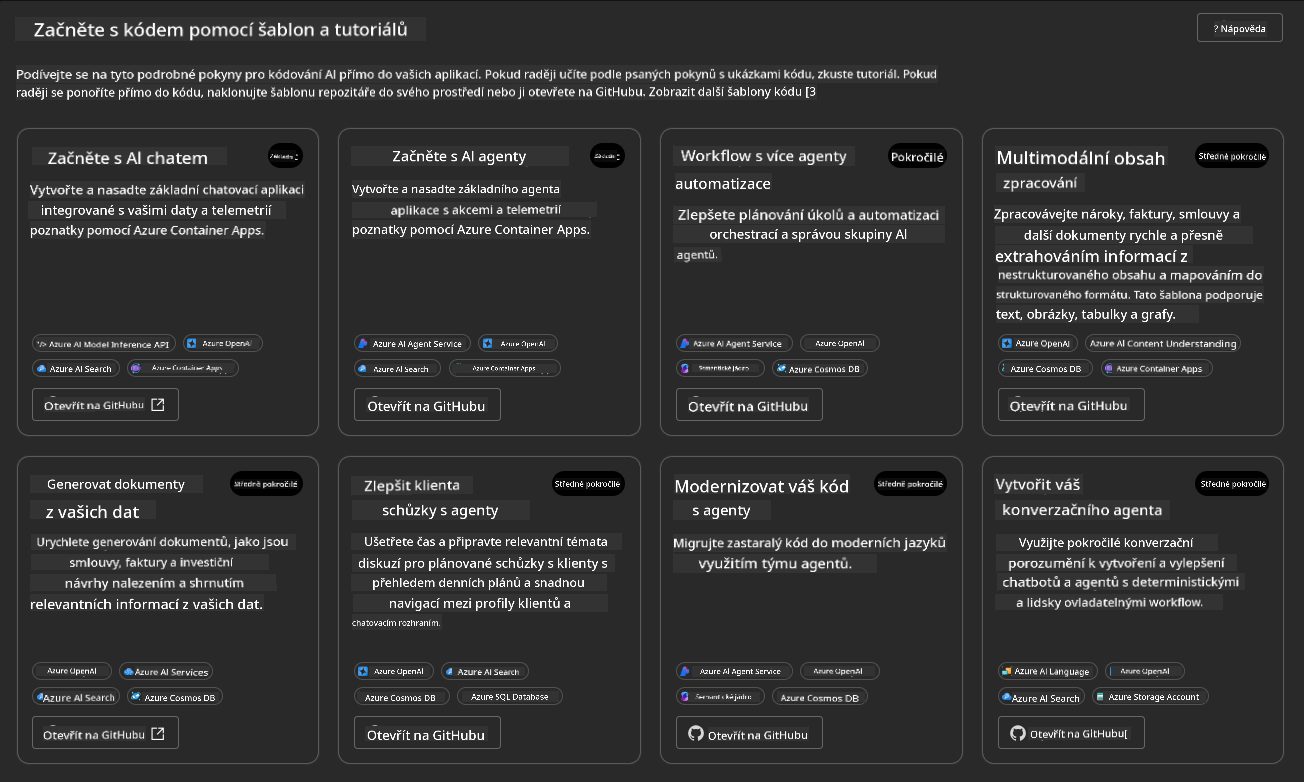 Začněte s kódem pomocí šablon a tutoriálů
? Nápověda
Podívejte se na tyto podrobné pokyny pro kódování AI přímo do vašich aplikací. Pokud raději učíte podle psaných pokynů s ukázkami kódu, zkuste tutoriál. Pokud
raději se ponoříte přímo do kódu, naklonujte šablonu repozitáře do svého prostředí nebo ji otevřete na GitHubu. Zobrazit další šablony kódu [3
Začněte s AI chatem
Vytvořte a nasadte základní chatovací aplikaci
integrované s vašimi daty a telemetrií
poznatky pomocí Azure Container Apps.
"/> Azure AI Model Inference API
Azure OpenAI
Azure AI Search
Azure Container Apps
Otevřít na GitHubu
Začněte s AI agenty
Vytvořte a nasadte základního agenta
aplikace s akcemi a telemetrií
poznatky pomocí Azure Container Apps.
Azure AI Agent Service
Azure OpenAI
Azure AI Search
Azure Container Apps
Otevřít na GitHubu
Workflow s více agenty
Pokročilé
automatizace
Zlepšete plánování úkolů a automatizaci
orchestrací a správou skupiny AI
agentů.
Azure AI Agent Service
Azure OpenAI
Semantické jádro
Azure Cosmos DB
Otevřít na GitHubu
Multimodální obsah
Středně pokročilé
zpracování
Zpracovávejte nároky, faktury, smlouvy a
další dokumenty rychle a přesně
extrahováním informací z
nestrukturovaného obsahu a mapováním do
strukturovaného formátu. Tato šablona podporuje
text, obrázky, tabulky a grafy.
Azure OpenAI
Azure AI Content Understanding
Azure Cosmos DB
Azure Container Apps
Otevřít na GitHubu
Generovat dokumenty
Středně pokročilé
z vašich dat
Urychlete generování dokumentů, jako jsou
smlouvy, faktury a investiční
návrhy nalezením a shrnutím
relevantních informací z vašich dat.
Azure OpenAI
Azure AI Services
Azure AI Search
Azure Cosmos DB
Otevřít na GitHubu
Zlepšit klienta
Středně pokročilé
schůzky s agenty
Ušetřete čas a připravte relevantní témata
diskuzí pro plánované schůzky s klienty s
přehledem denních plánů a snadnou
navigací mezi profily klientů a
chatovacím rozhraním.
Azure OpenAI
Azure AI Search
Azure Cosmos DB
Azure SQL Database
Otevřít na GitHubu
Modernizovat váš kód
Středně pokročilé
s agenty
Migrujte zastaralý kód do moderních jazyků
využitím týmu agentů.
Azure AI Agent Service
Azure OpenAI
Semantické jádro
Azure Cosmos DB
Otevřít na GitHubu
Vytvořit váš
Středně pokročilé
konverzačního agenta
Využijte pokročilé konverzační
porozumění k vytvoření a vylepšení
chatbotů a agentů s deterministickými
a lidsky ovladatelnými workflow.
Azure AI Language
Azure OpenAI
Azure AI Search
Azure Storage Account
Otevřít na GitHubu[